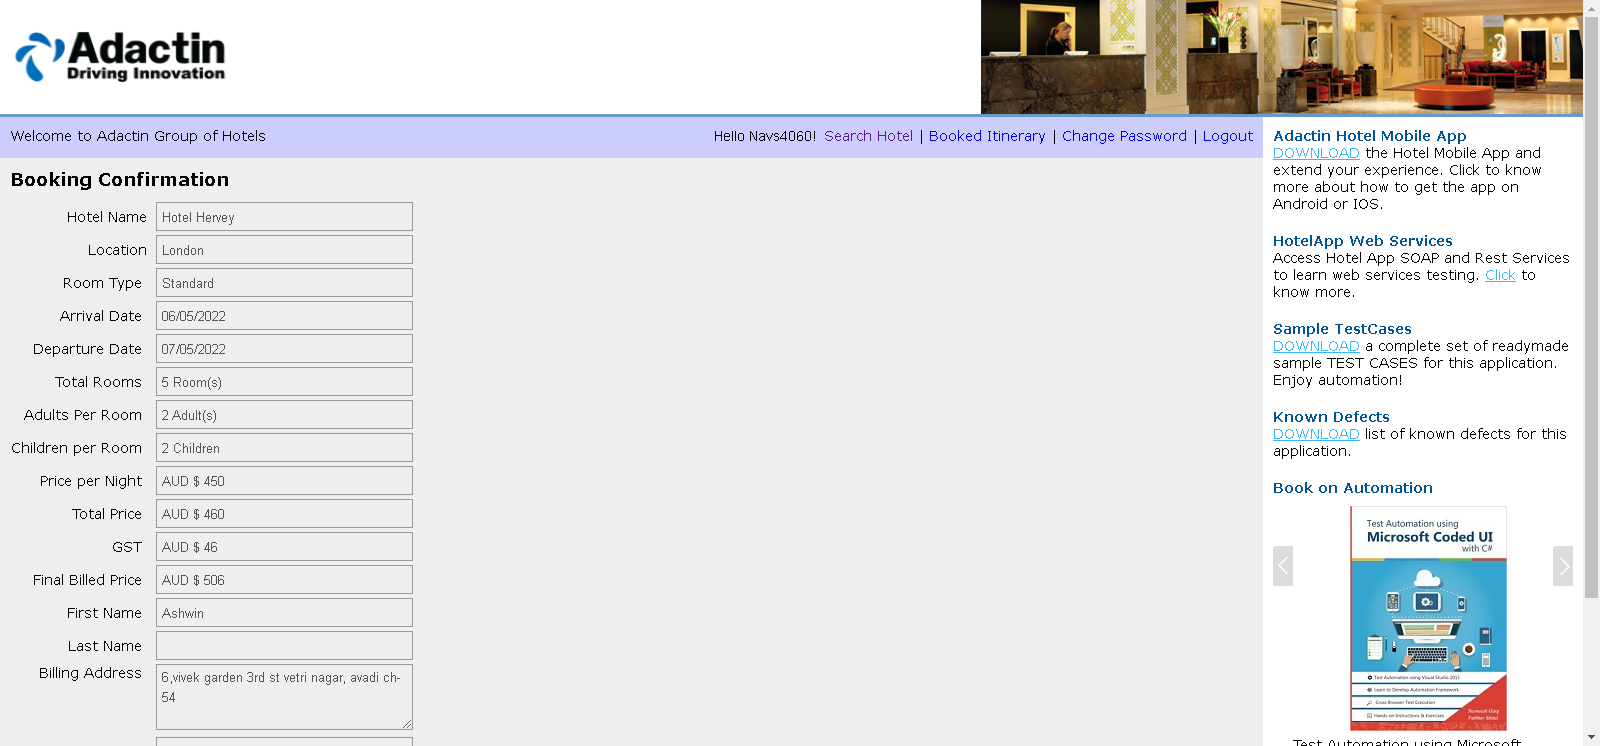 Adactin
Driving Innovation
Welcome to Adactin Group of Hotels
Hello Navs4060! Search Hotel | Booked Itinerary | Change Password | Logout
Booking Confirmation
Hotel Name Hotel Hervey
Location London
Room Type Standard
Arrival Date 06/05/2022
Departure Date 07/05/2022
Total Rooms 5 Room(s)
Adults Per Room 2 Adult(s)
Children per Room 2 Children
Price per Night AUD $ 450
Total Price AUD $ 460
GST AUD $ 46
Final Billed Price AUD $ 506
First Name Ashwin
Last Name
Billing Address 6,vivek garden 3rd st vetri nagar, avadi ch-
54
Adactin Hotel Mobile App
DOWNLOAD the Hotel Mobile App and
extend your experience. Click to know
more about how to get the app on
Android or IOS.
HotelApp Web Services
Access Hotel App SOAP and Rest Services
to learn web services testing. Click to
know more.
Sample TestCases
DOWNLOAD a complete set of readymade
sample TEST CASES for this application.
Enjoy automation!
Known Defects
DOWNLOAD list of known defects for this
application.
Book on Automation
Test Automation using
Microsoft Coded UI
with C#
Test Automation using Visual Studio 2015
Learn to Develop Automation Framework
Cross Browser Test Execution
Hands-on Instructions & Exercises
Navneesh Garg
Vaibhav Mittal
Test Automation using Microsoft